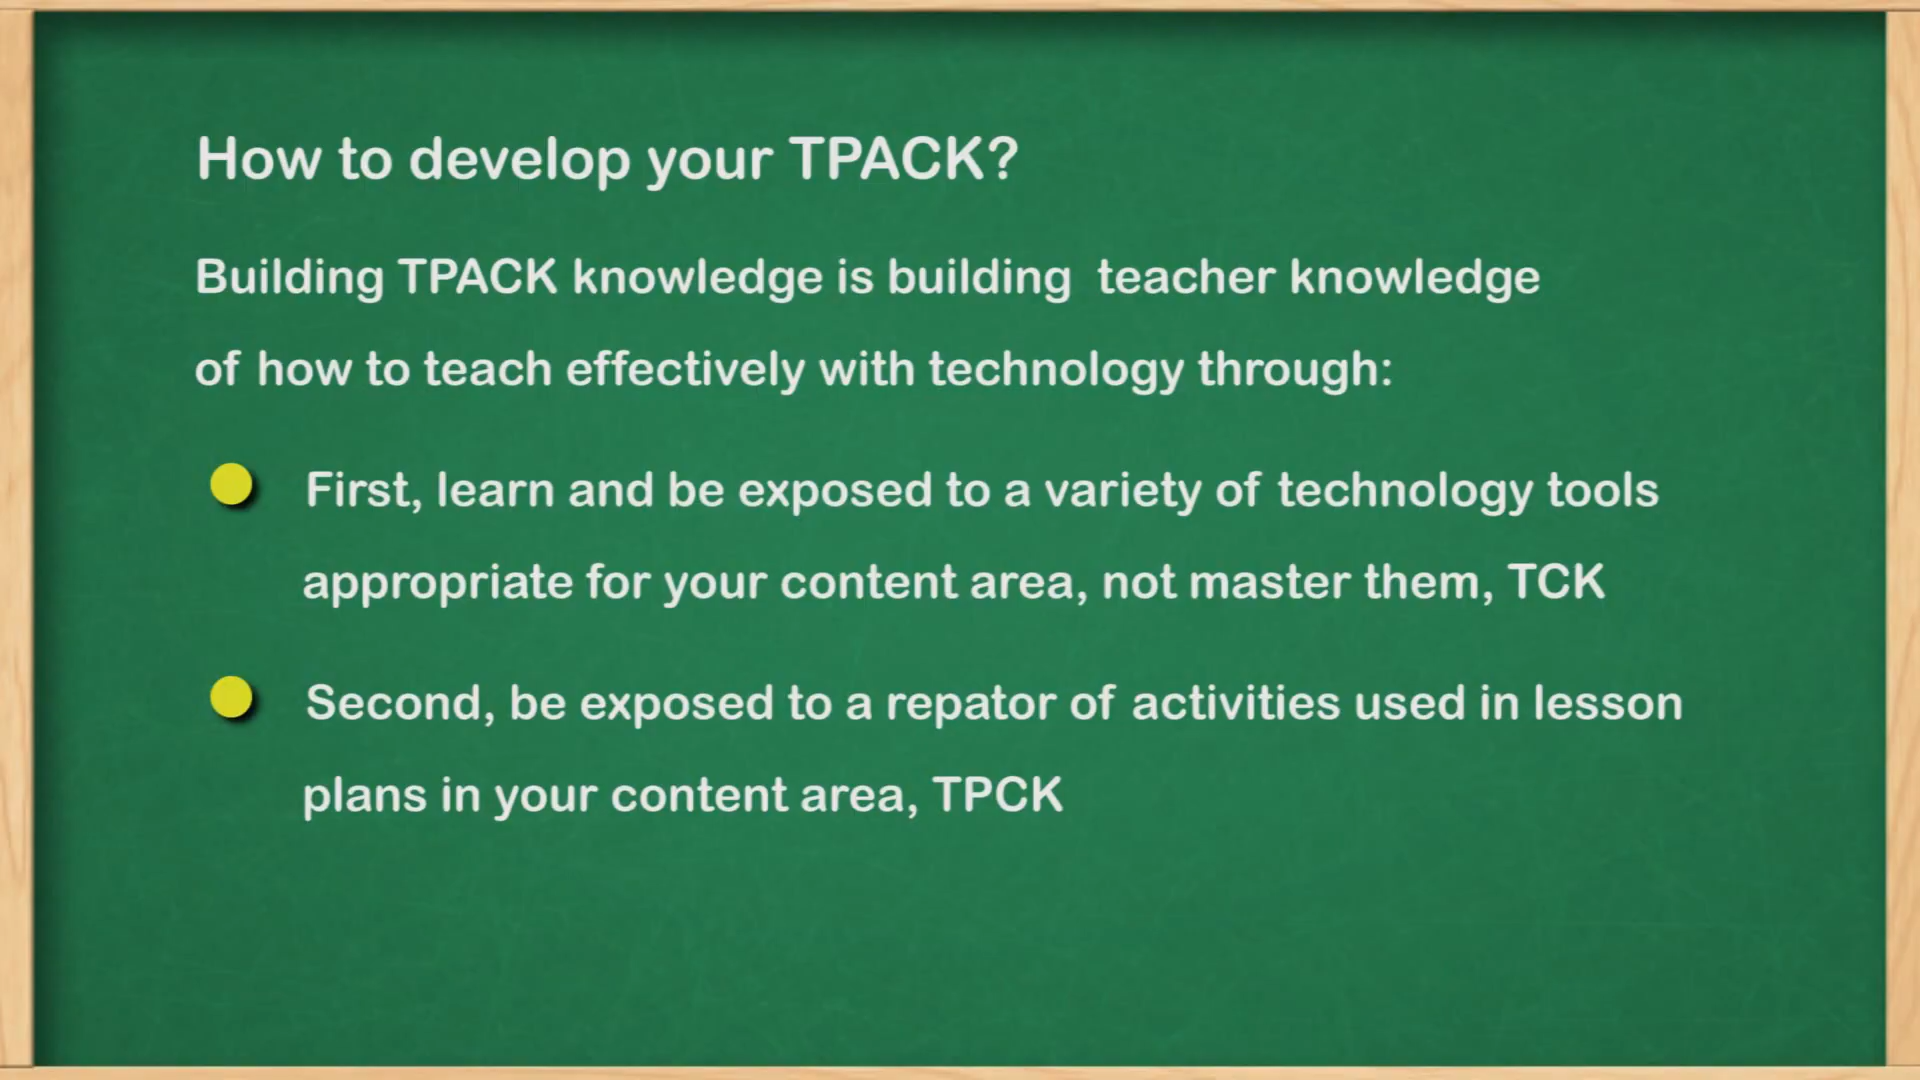 How to develop your TPACK?
Building TPACK knowledge is building  teacher knowledge
of how to teach effectively with technology through:
First, learn and be exposed to a variety of technology tools
appropriate for your content area, not master them, TCK
Second, be exposed to a repator of activities used in lesson
plans in your content area, TPCK